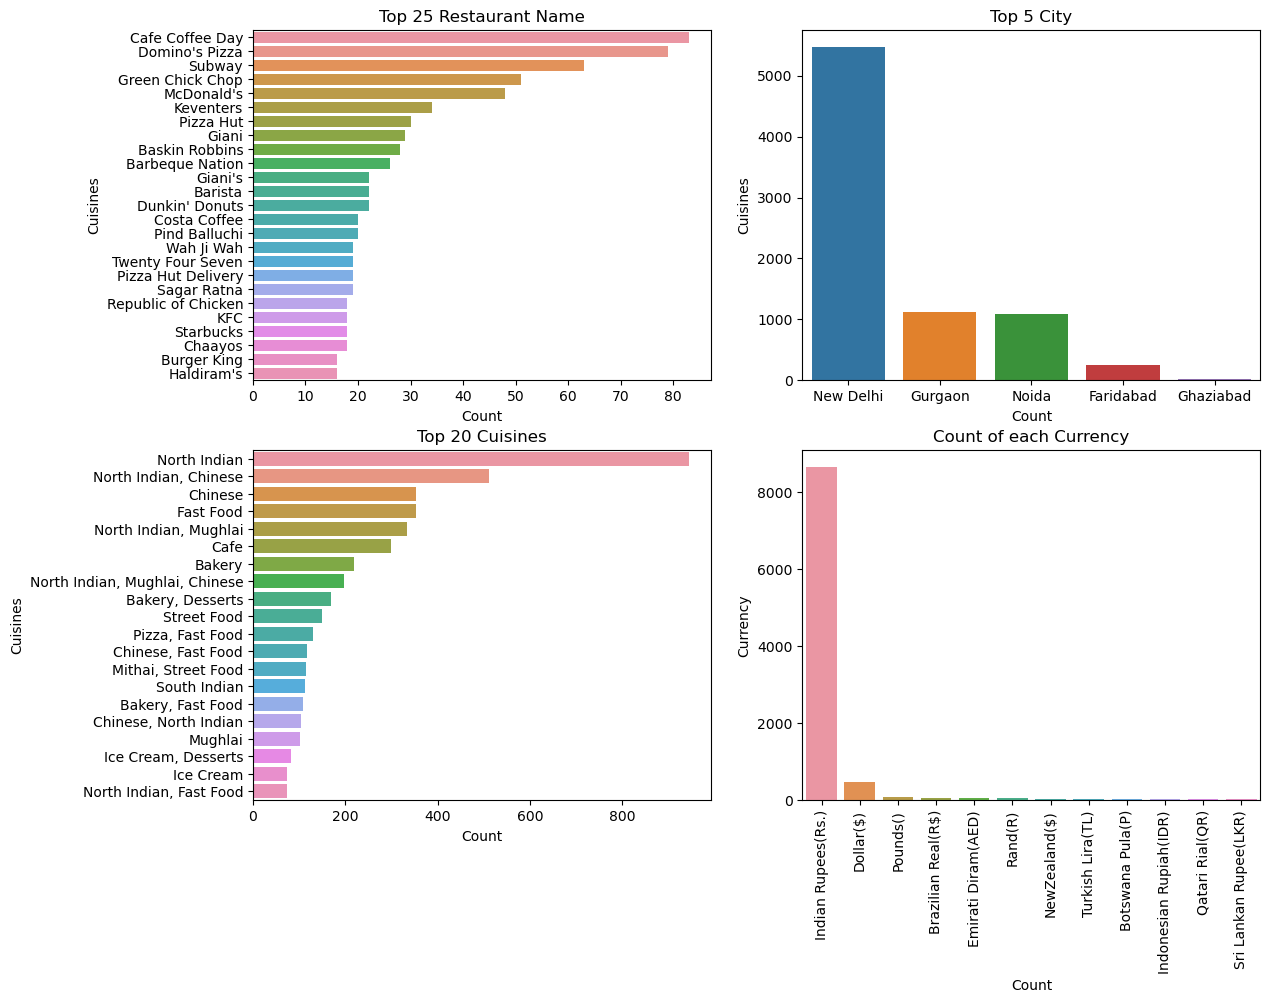 Top 25 Restaurant Name
Cuisines
Cafe Coffee Day
Domino's Pizza
Subway
Green Chick Chop
McDonald's
Keventers
Pizza Hut
Giani
Baskin Robbins
Barbeque Nation
Giani's
Barista
Dunkin' Donuts
Costa Coffee
Pind Balluchi
Wah Ji Wah
Twenty Four Seven
Pizza Hut Delivery
Sagar Ratna
Republic of Chicken
KFC
Starbucks
Chaayos
Burger King
Haldiram's
0 10 20 30 40 50 60 70 80
Count
Top 5 City
Cuisines
5000
4000
3000
2000
1000
0
New Delhi Gurgaon Noida Faridabad Ghaziabad
Count
Top 20 Cuisines
Cuisines
North Indian
North Indian, Chinese
Chinese
Fast Food
North Indian, Mughlai
Cafe
Bakery
North Indian, Mughlai, Chinese
Bakery, Desserts
Street Food
Pizza, Fast Food
Chinese, Fast Food
Mithai, Street Food
South Indian
Bakery, Fast Food
Chinese, North Indian
Mughlai
Ice Cream, Desserts
Ice Cream
North Indian, Fast Food
0 200 400 600 800
Count
Count of each Currency
Currency
8000
6000
4000
2000
0
Indian Rupees(Rs.)
Dollar($)
Pounds()
Brazilian Real(R$)
Emirati Diram(AED)
Rand(R)
NewZealand($)
Turkish Lira(TL)
Botswana Pula(P)
Indonesian Rupiah(IDR)
Qatari Rial(QR)
Sri Lankan Rupee(LKR)
Count